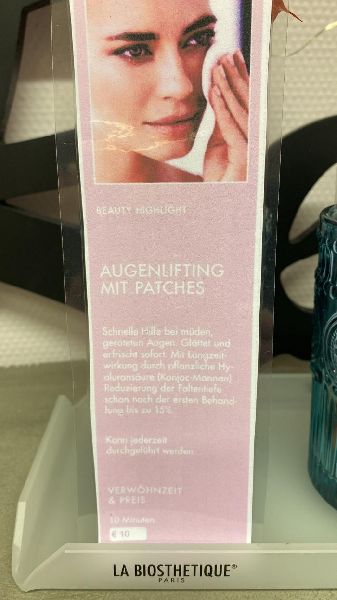 BEAUTY HIGHLIGHT
AUGENLIFTING
MIT PATCHES
Schnelle Hilfe bei müden,
geröteten Augen. Glättet und
erfrischt sofort. Mit Langzeit-
wirkung durch pflanzliche Hy-
aluronsäure (Konjac-Mannan)
Reduzierung der Faltentiefe
schon nach der ersten Behand-
lung bis zu 15%.
Kann jederzeit
durchgeführt werden
VERWÖHNZEIT
& PREIS
10 Minuten
€ 10
LA BIOSTHETIQUE®
PARIS